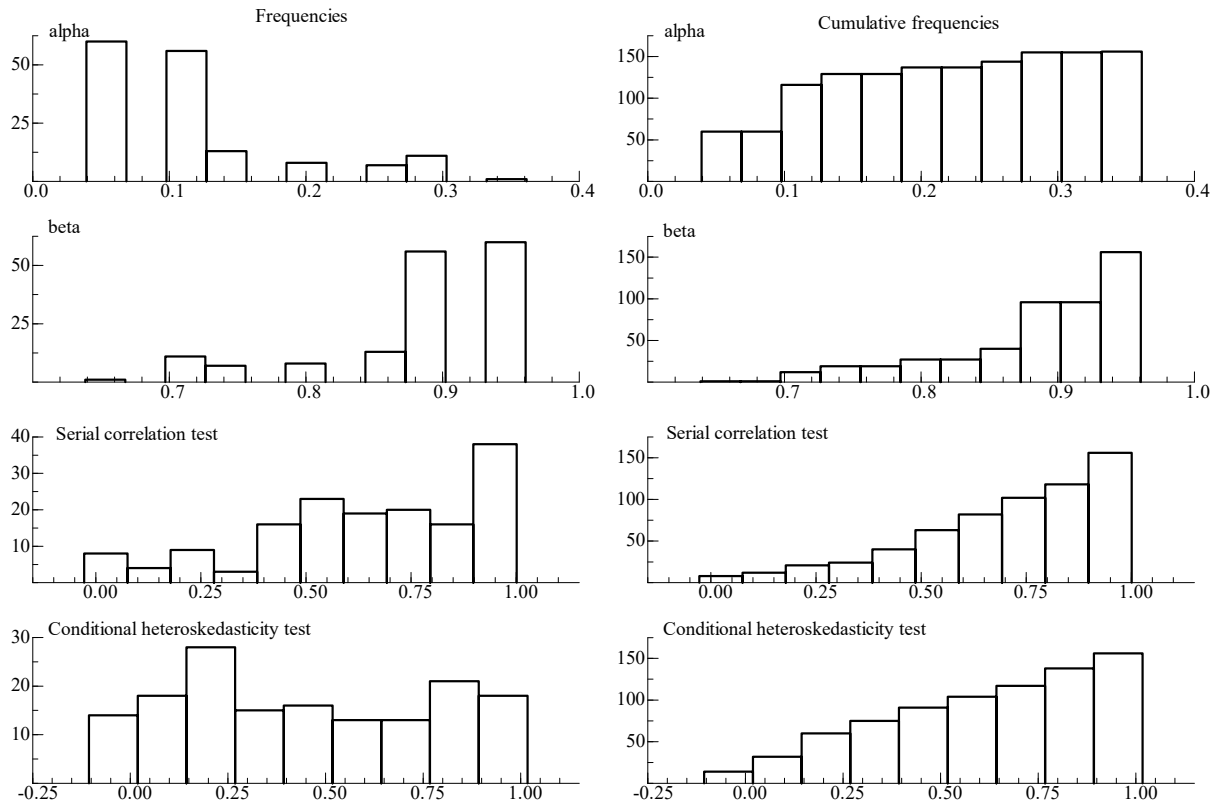 Frequencies
Cumulative frequencies
alpha
50
25
0.0 0.1 0.2 0.3 0.4
alpha
150
100
50
0.0 0.1 0.2 0.3 0.4
beta
50
25
0.7 0.8 0.9 1.0
beta
150
100
50
0.7 0.8 0.9 1.0
Serial correlation test
40
30
20
10
0.00 0.25 0.50 0.75 1.00
Serial correlation test
150
100
50
0.00 0.25 0.50 0.75 1.00
Conditional heteroskedasticity test
30
20
10
-0.25 0.00 0.25 0.50 0.75 1.00
Conditional heteroskedasticity test
150
100
50
-0.25 0.00 0.25 0.50 0.75 1.00